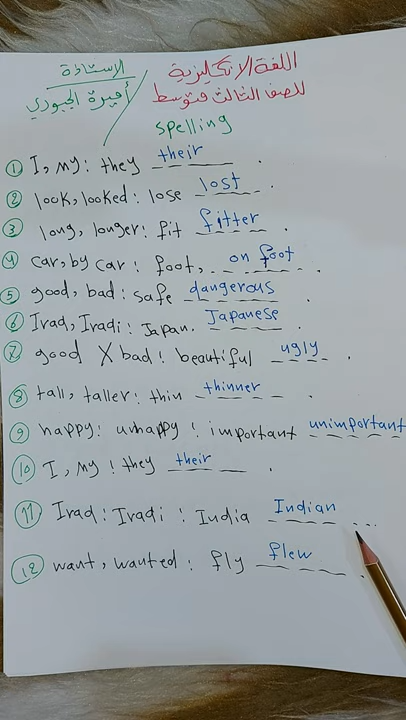 اللغة الانكليزية
للصف الثالث متوسط
الاستاذة
أميرة الجبوري
spelling
① I, my: they their .
② look, looked: lose lost .
③ long, longer: fit fitter .
④ car, by car: foot, on foot .
⑤ good, bad: safe dangerous .
⑥ Iraq, Iraqi: Japan. Japanese .
⑦ good X bad: beautiful ugly .
⑧ tall, taller: thin thinner .
⑨ happy: unhappy: important unimportant
⑩ I, my: they their .
⑪ Iraq: Iraqi: India Indian ...
⑫ want, wanted: fly flew .